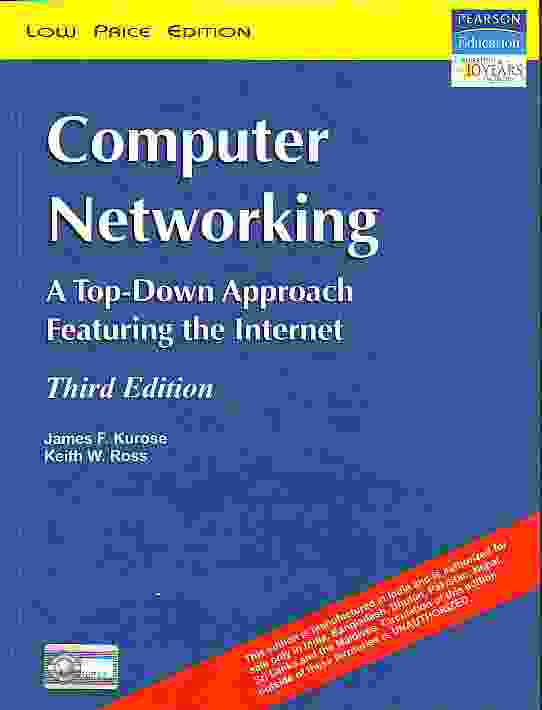 Low Price Edition
PEARSON
Education
10 YEARS
Computer
Networking
A Top-Down Approach
Featuring the Internet
Third Edition
James F. Kurose
Keith W. Ross
This edition is manufactured in India and is authorized for
sale only in India, Bangladesh, Bhutan, Pakistan, Nepal,
Sri Lanka and the Maldives. Circulation of this edition
outside of these territories is UNAUTHORIZED.